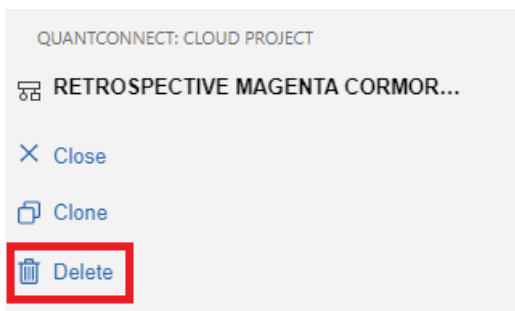 QUANTCONNECT: CLOUD PROJECT
RETROSPECTIVE MAGENTA CORMOR...
Close
Clone
Delete